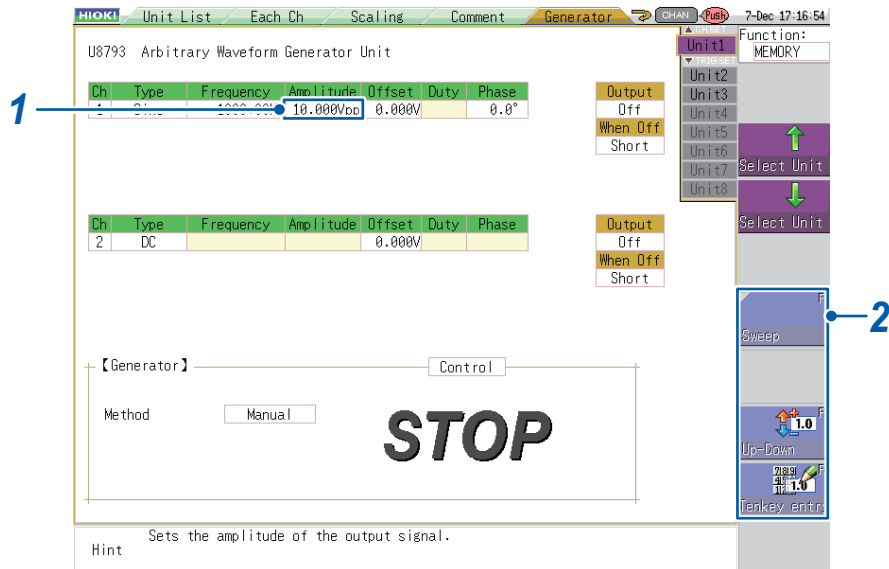 HIOKI Unit List Each Ch Scaling Comment Generator CHAN Push 7-Dec 17:16:54
U8793 Arbitrary Waveform Generator Unit
Unit1
Function:
MEMORY
TRIG SET
Unit2
Unit3
Unit4
Unit5
Unit6
Unit7
Unit8
Select Unit
Select Unit
1
Ch Type Frequency Amplitude Offset Duty Phase
10.000Vpp 0.000V 0.0°
Output
Off
When Off
Short
Ch Type Frequency Amplitude Offset Duty Phase
2 DC 0.000V
Output
Off
When Off
Short
2
Sweep
Up-Down
1.0
Tenkey entr
1.0
【Generator】 Control
Method Manual
STOP
Hint Sets the amplitude of the output signal.